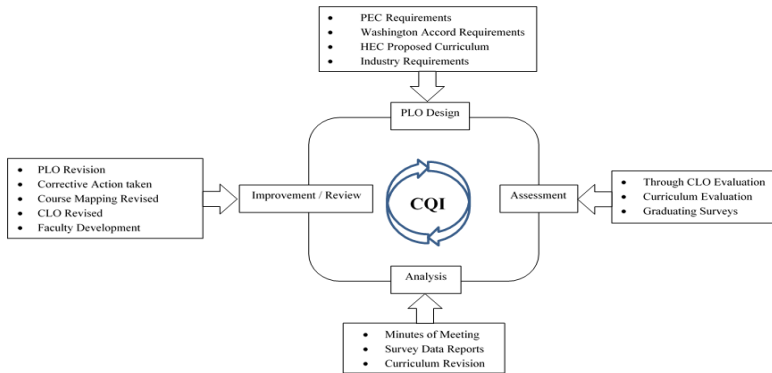 • PEC Requirements
• Washington Accord Requirements
• HEC Proposed Curriculum
• Industry Requirements
PLO Design
• PLO Revision
• Corrective Action taken
• Course Mapping Revised
• CLO Revised
• Faculty Development
Improvement / Review
CQI
Assessment
• Through CLO Evaluation
• Curriculum Evaluation
• Graduating Surveys
Analysis
• Minutes of Meeting
• Survey Data Reports
• Curriculum Revision